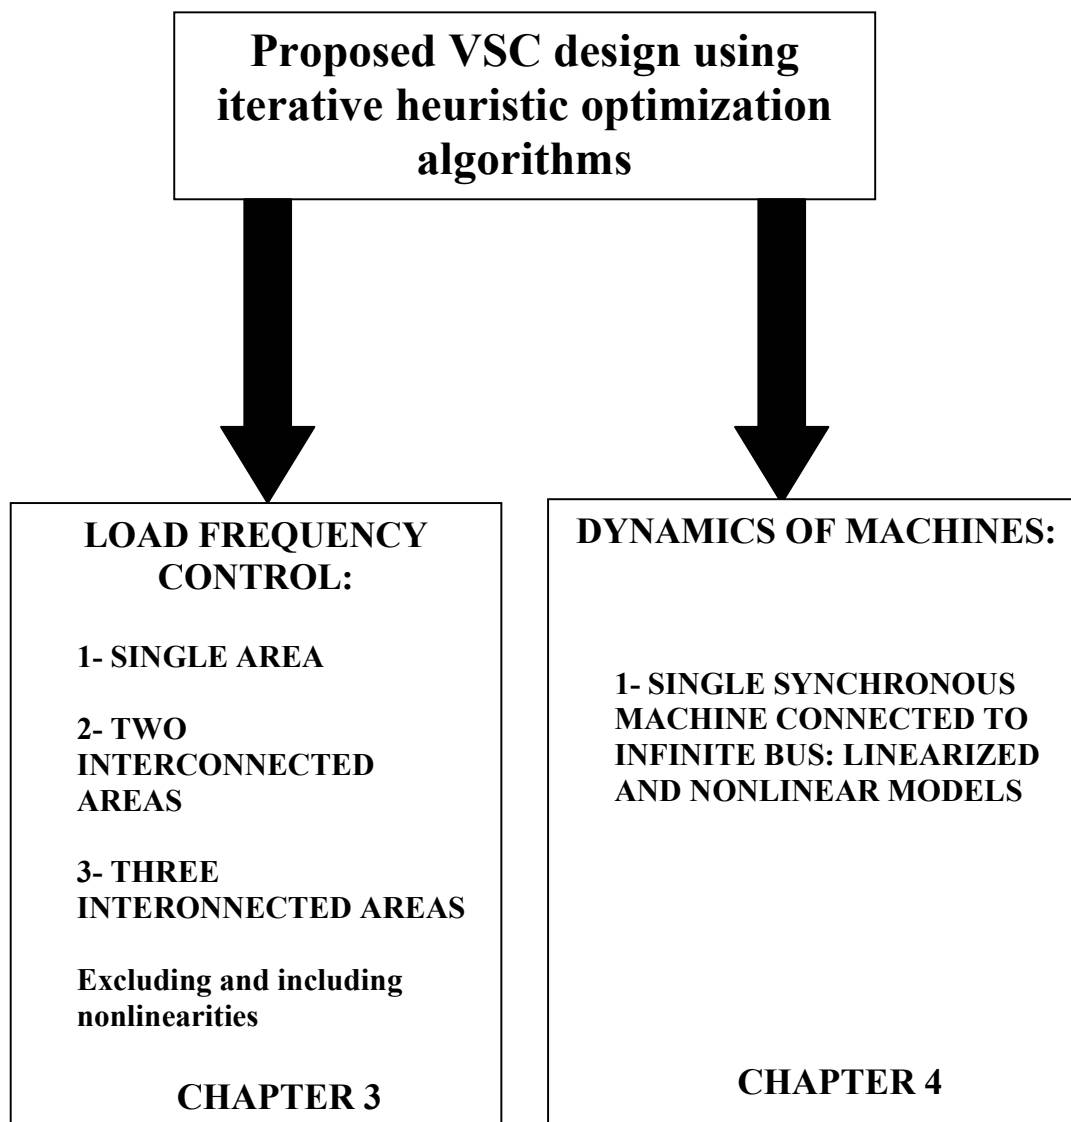 Proposed VSC design using
iterative heuristic optimization
algorithms
LOAD FREQUENCY
CONTROL:
1- SINGLE AREA
2- TWO
INTERCONNECTED
AREAS
3- THREE
INTERONNECTED AREAS
Excluding and including
nonlinearities
CHAPTER 3
DYNAMICS OF MACHINES:
1- SINGLE SYNCHRONOUS
MACHINE CONNECTED TO
INFINITE BUS: LINEARIZED
AND NONLINEAR MODELS
CHAPTER 4